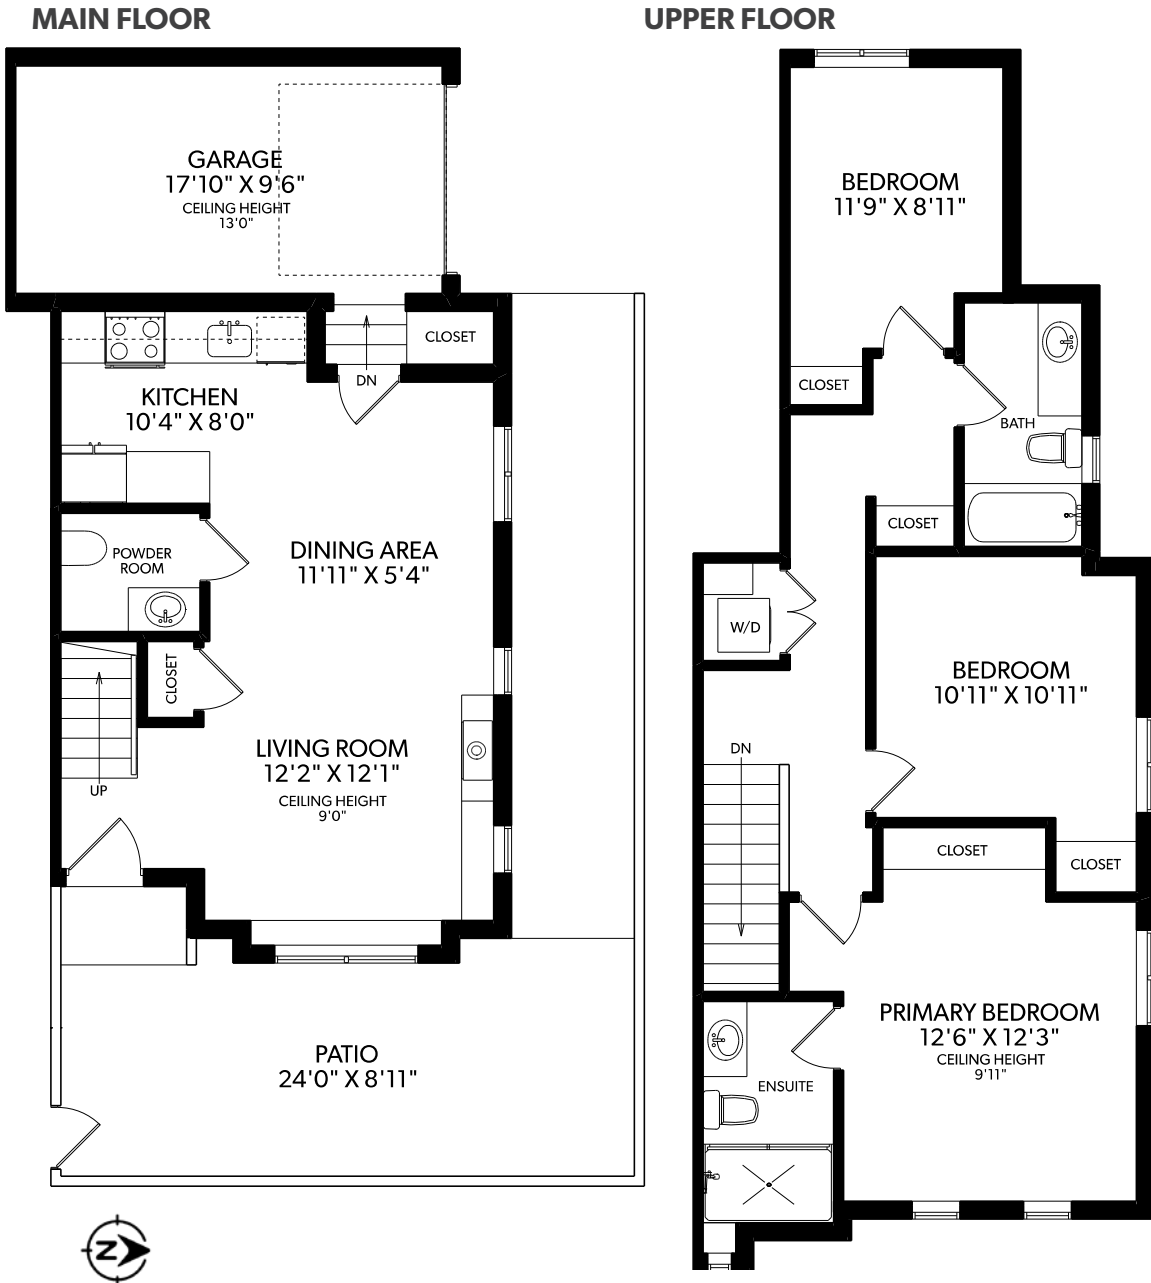 MAIN FLOOR
GARAGE
17'10" X 9'6"
CEILING HEIGHT
13'0"
CLOSET
DN
KITCHEN
10'4" X 8'0"
POWDER
ROOM
DINING AREA
11'11" X 5'4"
CLOSET
UP
LIVING ROOM
12'2" X 12'1"
CEILING HEIGHT
9'0"
PATIO
24'0" X 8'11"
Z
UPPER FLOOR
BEDROOM
11'9" X 8'11"
CLOSET
BATH
CLOSET
W/D
BEDROOM
10'11" X 10'11"
DN
CLOSET
CLOSET
PRIMARY BEDROOM
12'6" X 12'3"
CEILING HEIGHT
9'11"
ENSUITE